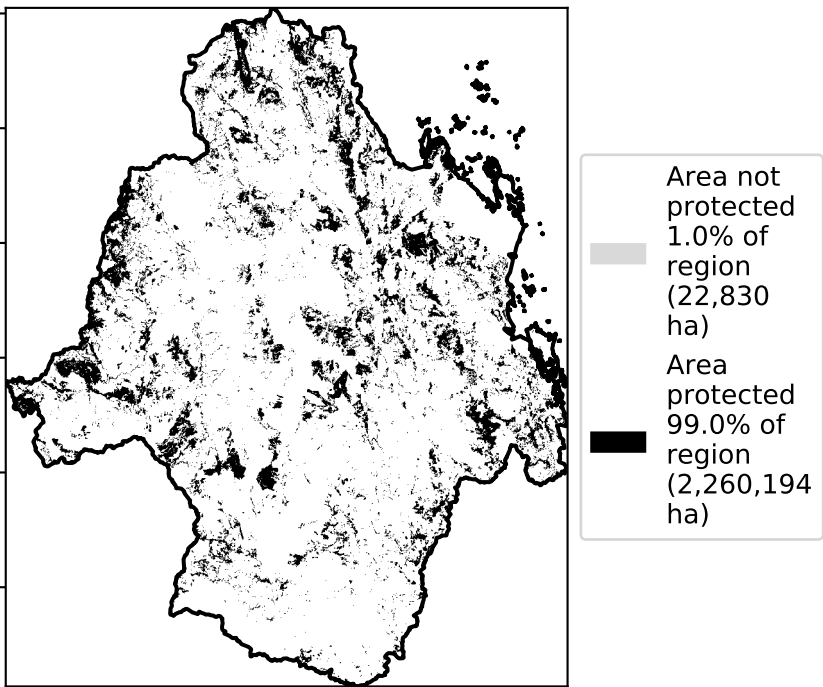 Area not
protected
1.0% of
region
(22,830
ha)
Area
protected
99.0% of
region
(2,260,194
ha)